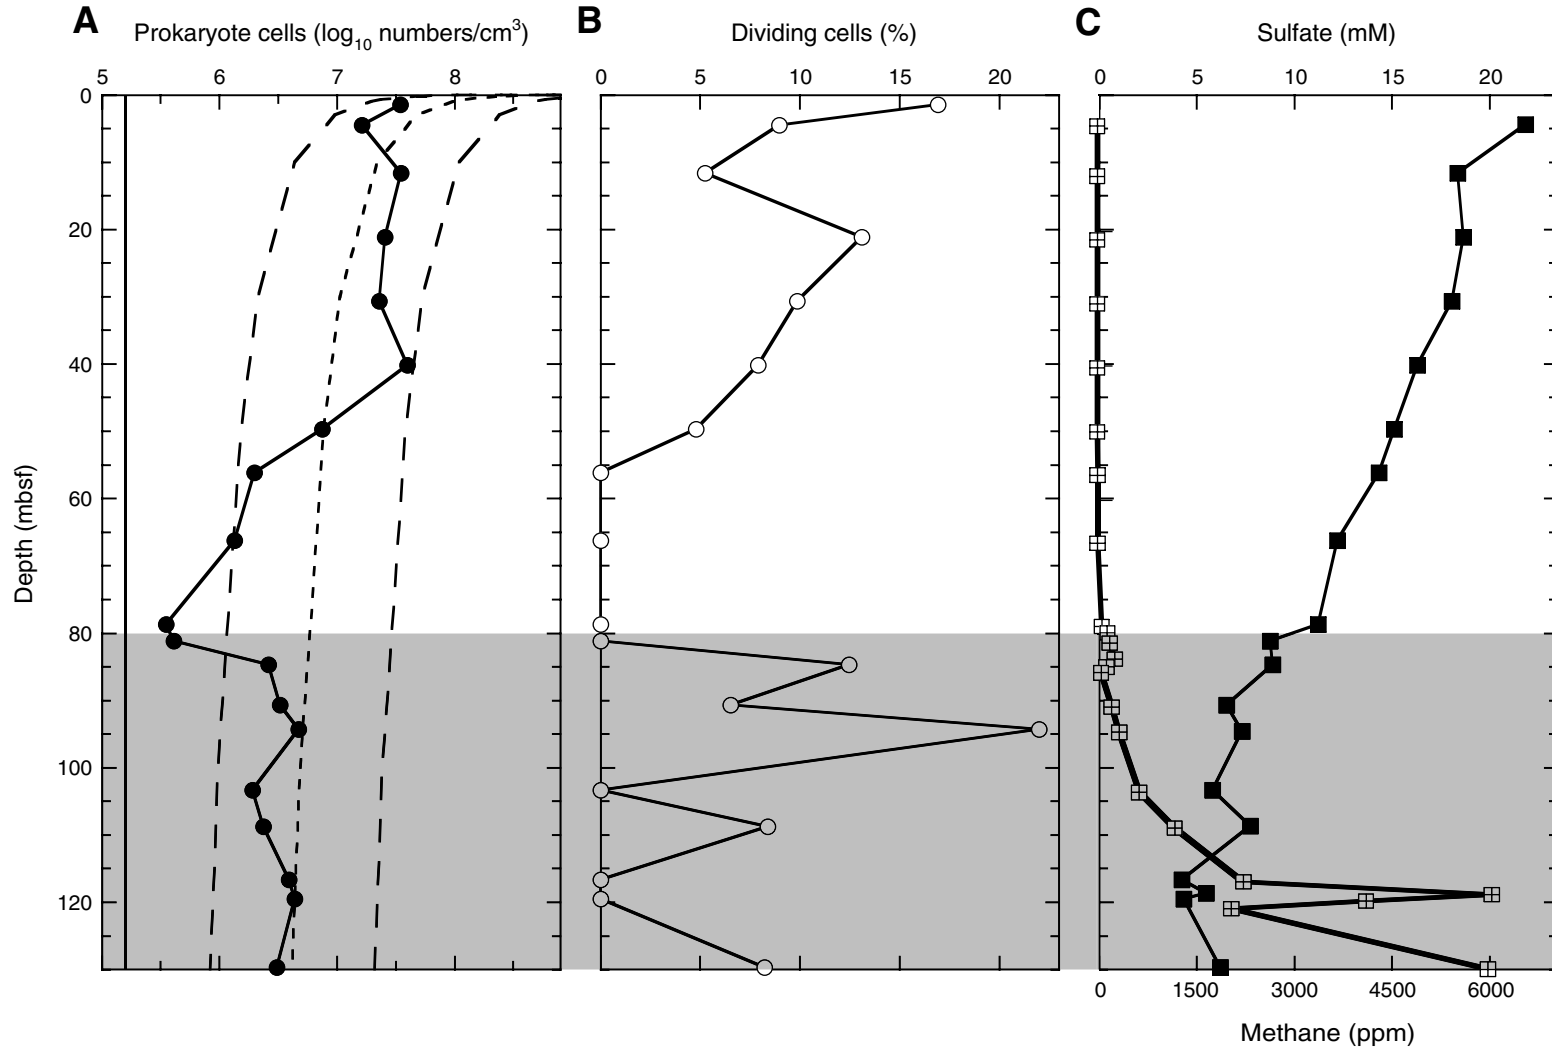 A Prokaryote cells (log10 numbers/cm3) B Dividing cells (%) C Sulfate (mM)
5 6 7 8 0 5 10 15 20 0 5 10 15 20
0
20
40
60
80
100
120
Depth (mbsf)
0 1500 3000 4500 6000
Methane (ppm)